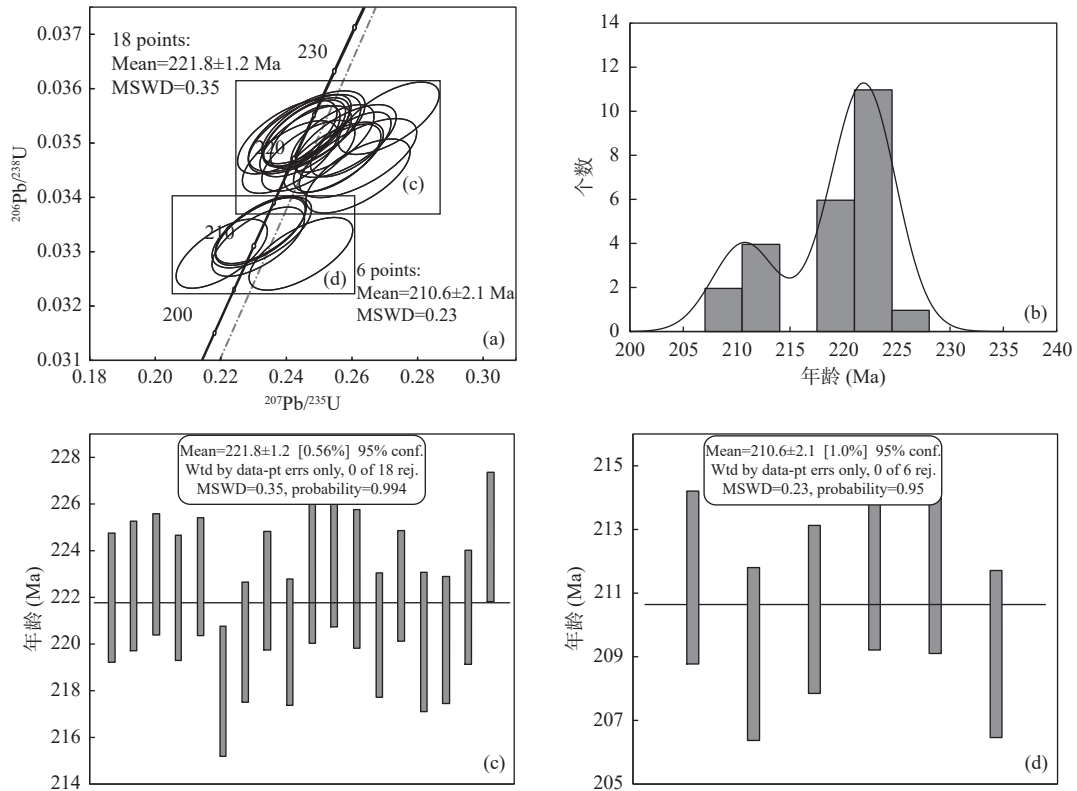 0.037
0.036
0.035
0.034
0.033
0.032
0.031
²⁰⁶Pb/²³⁸U
18 points:
Mean=221.8±1.2 Ma
MSWD=0.35
230
220
(c)
210
(d)
6 points:
Mean=210.6±2.1 Ma
MSWD=0.23
200
(a)
0.18 0.20 0.22 0.24 0.26 0.28 0.30
²⁰⁷Pb/²³⁵U
14
12
10
8
6
4
2
0
个数
(b)
200 205 210 215 220 225 230 235 240
年龄 (Ma)
228
226
224
222
220
218
216
214
年龄 (Ma)
Mean=221.8±1.2 [0.56%] 95% conf.
Wtd by data-pt errs only, 0 of 18 rej.
MSWD=0.35, probability=0.994
(c)
215
213
211
209
207
205
年龄 (Ma)
Mean=210.6±2.1 [1.0%] 95% conf.
Wtd by data-pt errs only, 0 of 6 rej.
MSWD=0.23, probability=0.95
(d)